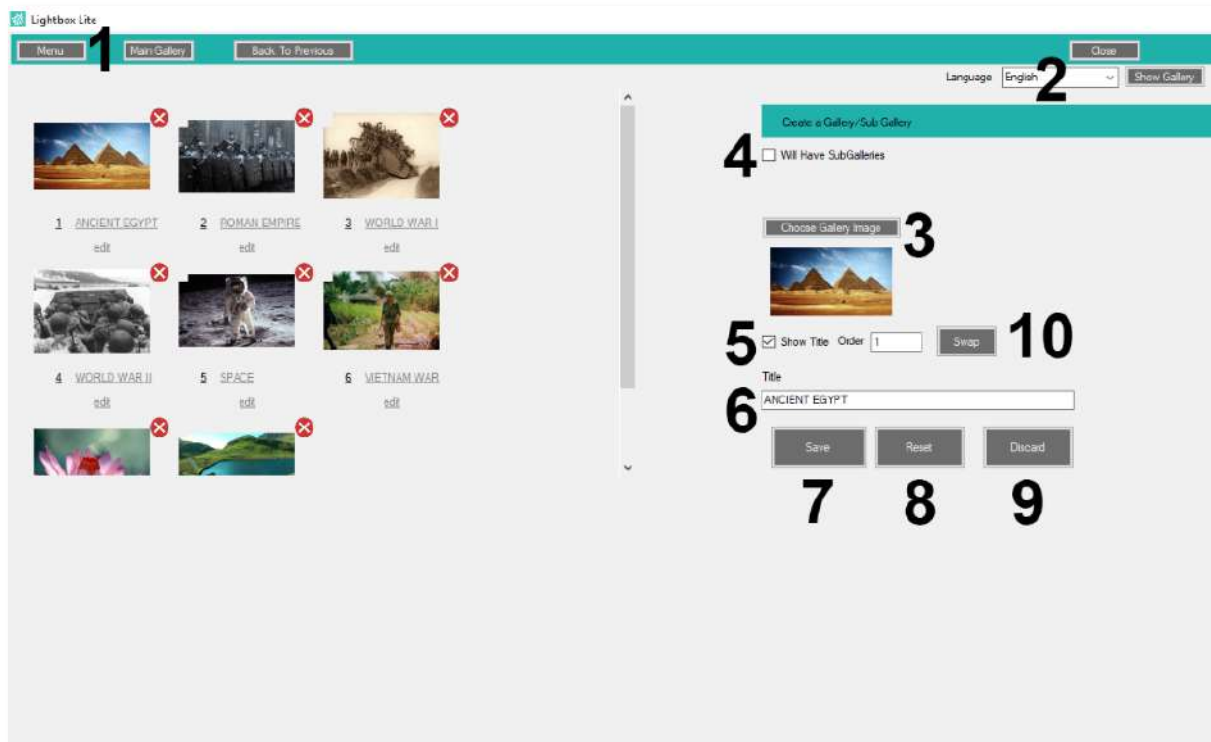 Lightbox Lite
Menu 1 Main Gallery Back To Previous Close
Language English 2 Show Gallery
Create a Gallery/Sub Gallery
4 Will Have SubGalleries
1 ANCIENT EGYPT 2 ROMAN EMPIRE 3 WORLD WAR I
edit edit edit
Choose Gallery Image 3
5 Show Title Order 1 Swap 10
4 WORLD WAR II 5 SPACE 6 VIETNAM WAR
edit edit edit
Title
6 ANCIENT EGYPT
Save Reset Discard
7 8 9